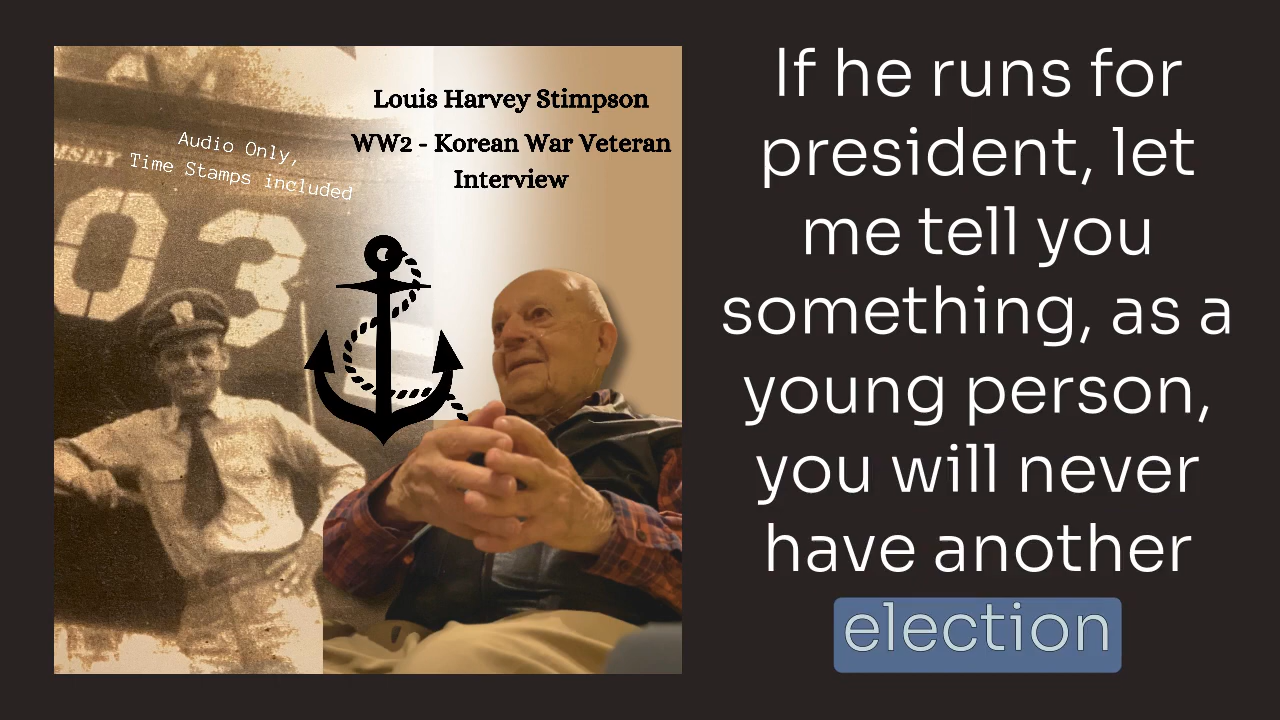 Louis Harvey Stimpson
WW2 - Korean War Veteran
Interview
Audio Only,
Time Stamps included
MSEY
03
If he runs for
president, let
me tell you
something, as a
young person,
you will never
have another
election